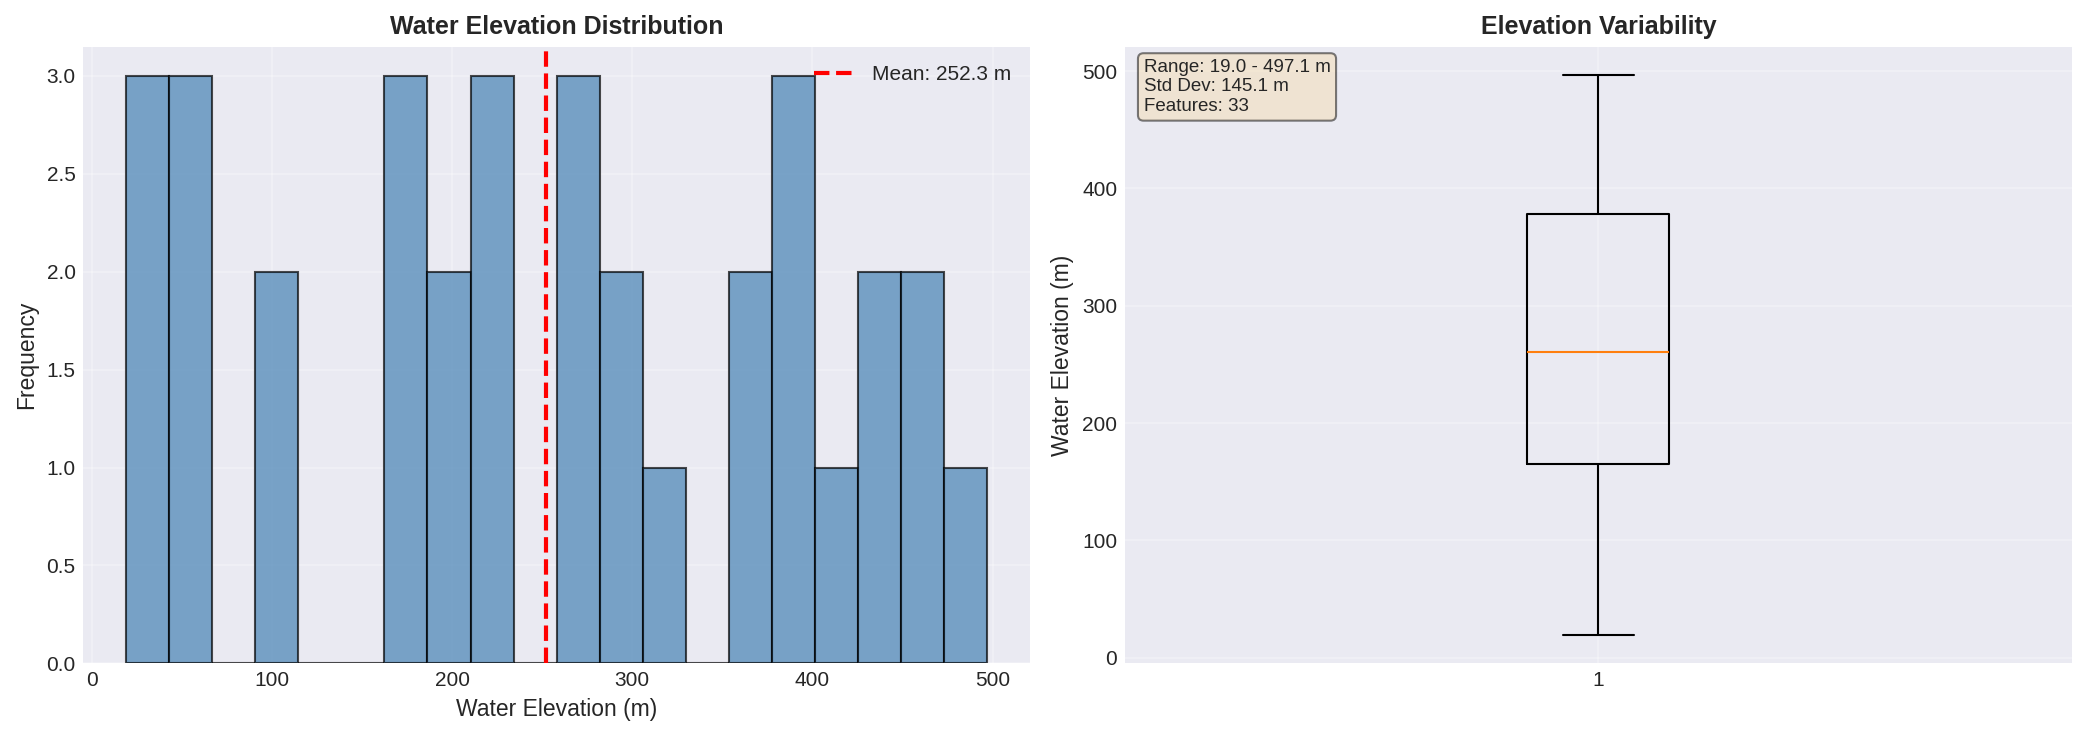 Water Elevation Distribution
Mean: 252.3 m
3.0
2.5
2.0
1.5
1.0
0.5
0.0
Frequency
0 100 200 300 400 500
Water Elevation (m)
Elevation Variability
Range: 19.0 - 497.1 m
Std Dev: 145.1 m
Features: 33
500
400
300
200
100
0
Water Elevation (m)
1